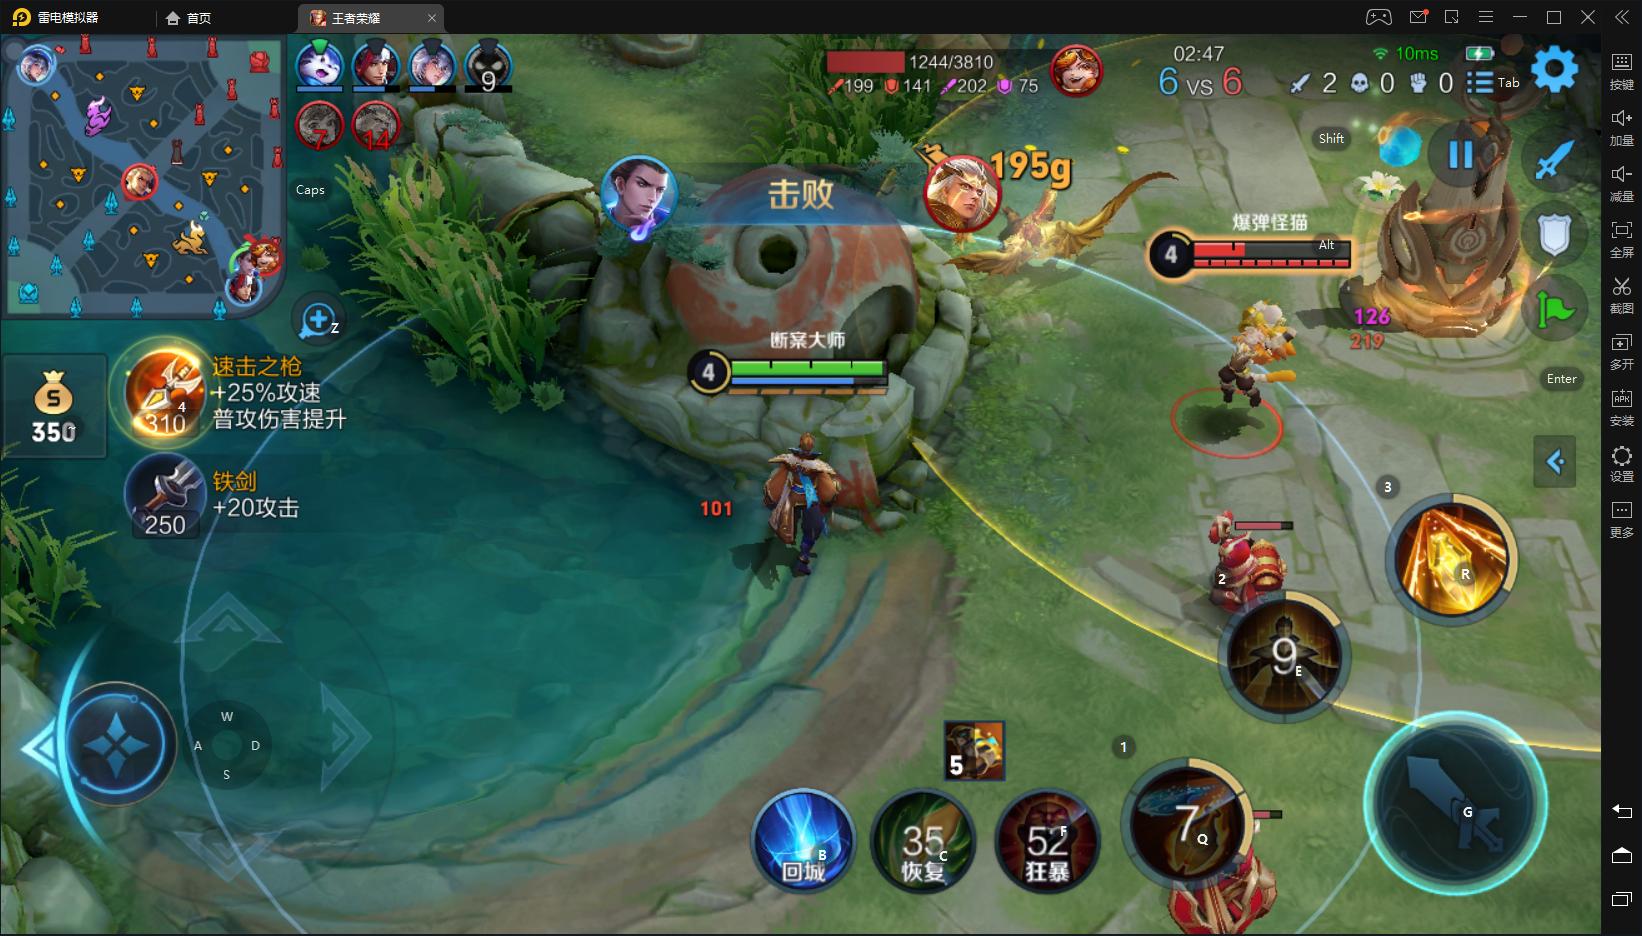 雷电模拟器
首页
王者荣耀
9
7
14
1244/3810
199 141 202 75
02:47
6 vs 6
10ms
2 0 0 Tab
Shift
Caps
击败
195g
爆弹怪猫
4
Alt
126
219
断案大师
4
101
Z
350
速击之枪
+25%攻速
普攻伤害提升
4
310
铁剑
+20攻击
250
Enter
3
R
2
9
E
1
7
Q
G
W
A D
S
5
回城
B
35
恢复
C
52
狂暴
F
按键
加量
减量
全屏
截图
多开
APK
安装
设置
更多